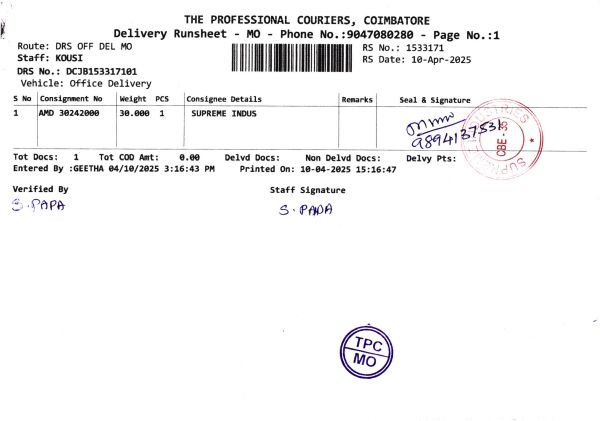 THE PROFESSIONAL COURIERS, COIMBATORE
Delivery Runsheet - MO - Phone No.:9047080280 - Page No.:1
Route: DRS OFF DEL MO
RS No.: 1533171
Staff: KOUSI
RS Date: 10-Apr-2025
DRS No.: DCJB153317101
Vehicle: Office Delivery
S No Consignment No Weight PCS Consignee Details Remarks Seal & Signature
1 AMD 30242000 30.000 1 SUPREME INDUS
9894137531
CBE-30
Tot Docs: 1 Tot COD Amt: 0.00 Delvd Docs: Non Delvd Docs: Delvy Pts:
Entered By :GEETHA 04/10/2025 3:16:43 PM Printed On: 10-04-2025 15:16:47
Verified By Staff Signature
S. PAPA S. PAPA
TPC
MO